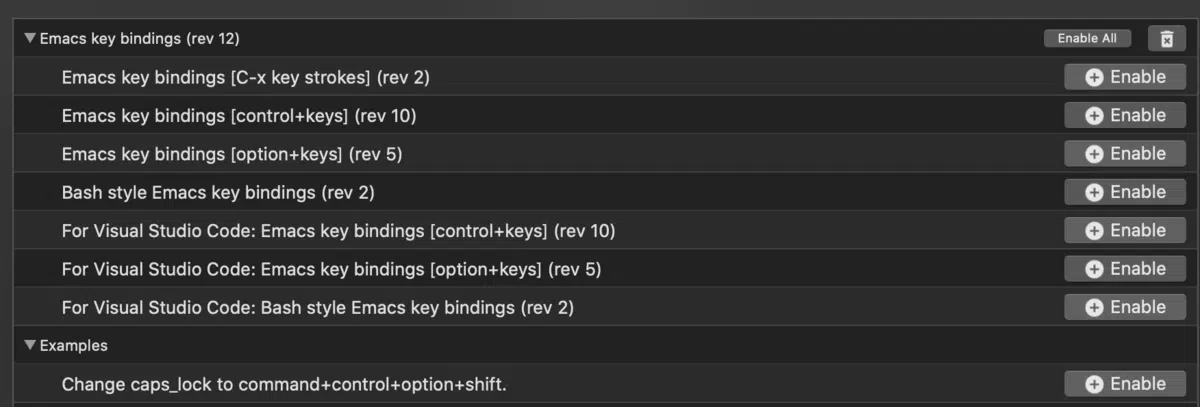 Emacs key bindings (rev 12) Enable All
Emacs key bindings [C-x key strokes] (rev 2) Enable
Emacs key bindings [control+keys] (rev 10) Enable
Emacs key bindings [option+keys] (rev 5) Enable
Bash style Emacs key bindings (rev 2) Enable
For Visual Studio Code: Emacs key bindings [control+keys] (rev 10) Enable
For Visual Studio Code: Emacs key bindings [option+keys] (rev 5) Enable
For Visual Studio Code: Bash style Emacs key bindings (rev 2) Enable
Examples
Change caps_lock to command+control+option+shift. Enable